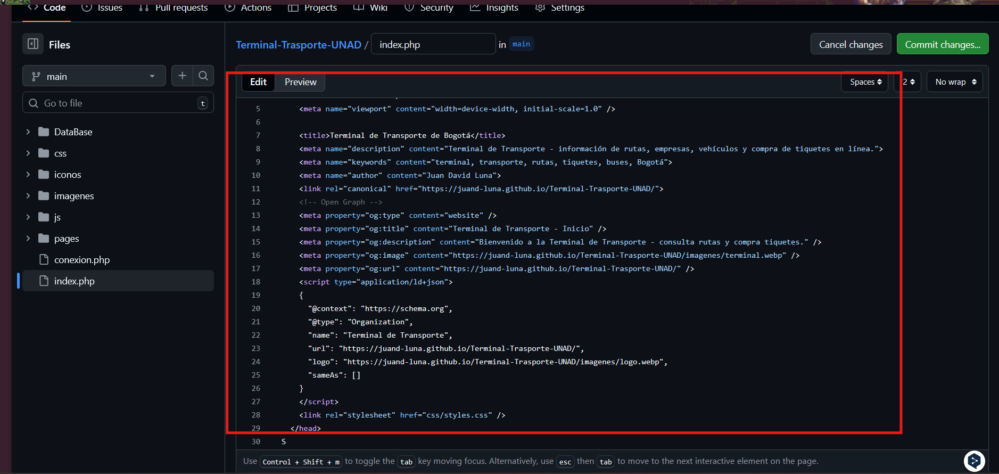 Code Issues Pull requests Actions Projects Wiki Security Insights Settings
Files
Terminal-Trasporte-UNAD / index.php in main
Cancel changes Commit changes...
main
Go to file t
DataBase
css
iconos
imagenes
js
pages
conexion.php
index.php
Edit Preview Spaces 2 No wrap
5 <meta name="viewport" content="width=device-width, initial-scale=1.0" />
6
7 <title>Terminal de Transporte de Bogotá</title>
8 <meta name="description" content="Terminal de Transporte - información de rutas, empresas, vehículos y compra de tiquetes en línea.">
9 <meta name="keywords" content="terminal, transporte, rutas, tiquetes, buses, Bogotá">
10 <meta name="author" content="Juan David Luna">
11 <link rel="canonical" href="https://juand-luna.github.io/Terminal-Trasporte-UNAD/">
12 <!-- Open Graph -->
13 <meta property="og:type" content="website" />
14 <meta property="og:title" content="Terminal de Transporte - Inicio" />
15 <meta property="og:description" content="Bienvenido a la Terminal de Transporte - consulta rutas y compra tiquetes." />
16 <meta property="og:image" content="https://juand-luna.github.io/Terminal-Trasporte-UNAD/imagenes/terminal.webp" />
17 <meta property="og:url" content="https://juand-luna.github.io/Terminal-Trasporte-UNAD/" />
18 <script type="application/ld+json">
19 {
20 "@context": "https://schema.org",
21 "@type": "Organization",
22 "name": "Terminal de Transporte",
23 "url": "https://juand-luna.github.io/Terminal-Trasporte-UNAD/",
24 "logo": "https://juand-luna.github.io/Terminal-Trasporte-UNAD/imagenes/logo.webp",
25 "sameAs": []
26 }
27 </script>
28 <link rel="stylesheet" href="css/styles.css" />
29 </head>
30 S
Use Control + Shift + m to toggle the tab key moving focus. Alternatively, use esc then tab to move to the next interactive element on the page.